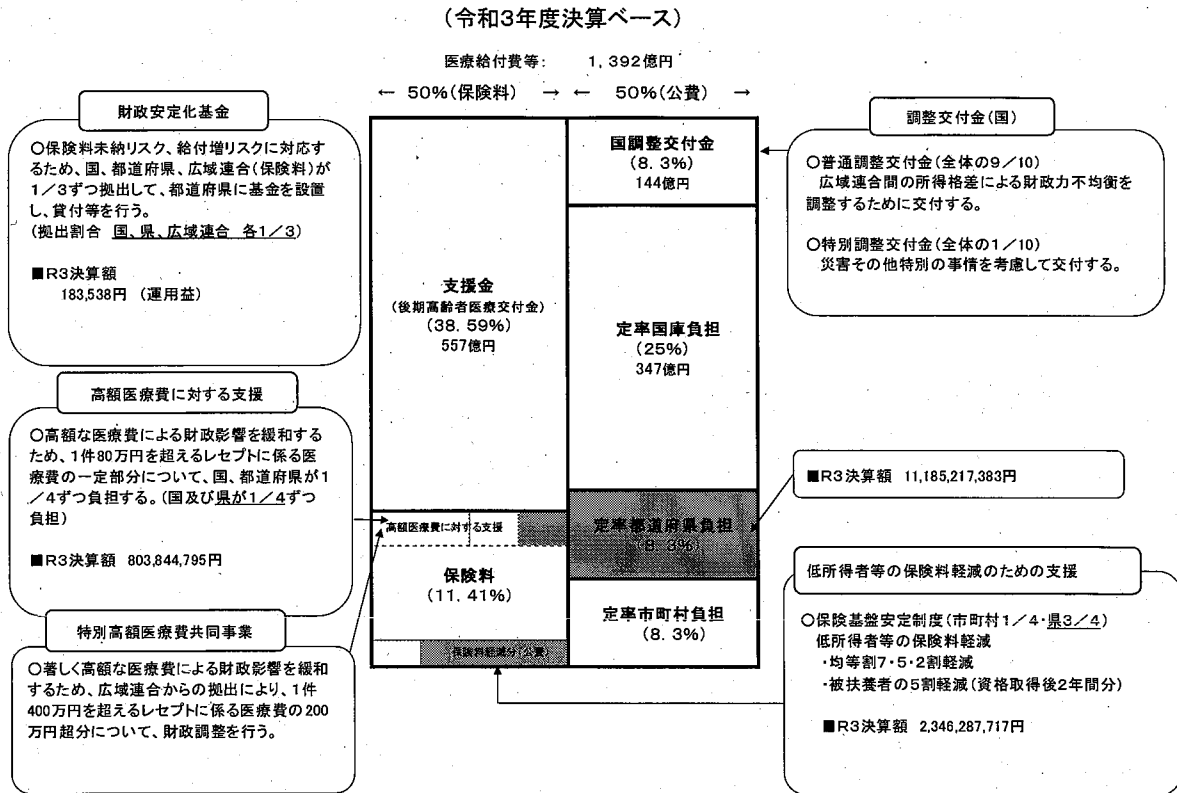 (令和3年度決算ベース)
医療給付費等: 1,392億円
← 50%(保険料) → ← 50%(公費) →
財政安定化基金
○保険料未納リスク、給付増リスクに対応す
るため、国、都道府県、広域連合(保険料)が
1/3ずつ拠出して、都道府県に基金を設置
し、貸付等を行う。
(拠出割合 国、県、広域連合 各1/3)
■R3決算額
183,538円 (運用益)
高額医療費に対する支援
○高額な医療費による財政影響を緩和する
ため、1件80万円を超えるレセプトに係る医
療費の一定部分について、国、都道府県が1
/4ずつ負担する。(国及び県が1/4ずつ
負担)
■R3決算額 803,844,795円
特別高額医療費共同事業
○著しく高額な医療費による財政影響を緩和
するため、広域連合からの拠出により、1件
400万円を超えるレセプトに係る医療費の200
万円超分について、財政調整を行う。
支援金
(後期高齢者医療交付金)
(38.59%)
557億円
高額医療費に対する支援
保険料
(11.41%)
保険料軽減分(公費)
国調整交付金
(8.3%)
144億円
定率国庫負担
(25%)
347億円
定率都道府県負担
8.3%)
定率市町村負担
(8.3%)
調整交付金(国)
○普通調整交付金(全体の9/10)
広域連合間の所得格差による財政力不均衡を
調整するために交付する。
○特別調整交付金(全体の1/10)
災害その他特別の事情を考慮して交付する。
■R3決算額 11,185,217,383円
低所得者等の保険料軽減のための支援
○保険基盤安定制度(市町村1/4・県3/4)
低所得者等の保険料軽減
・均等割7・5・2割軽減
・被扶養者の5割軽減(資格取得後2年間分)
■R3決算額 2,346,287,717円